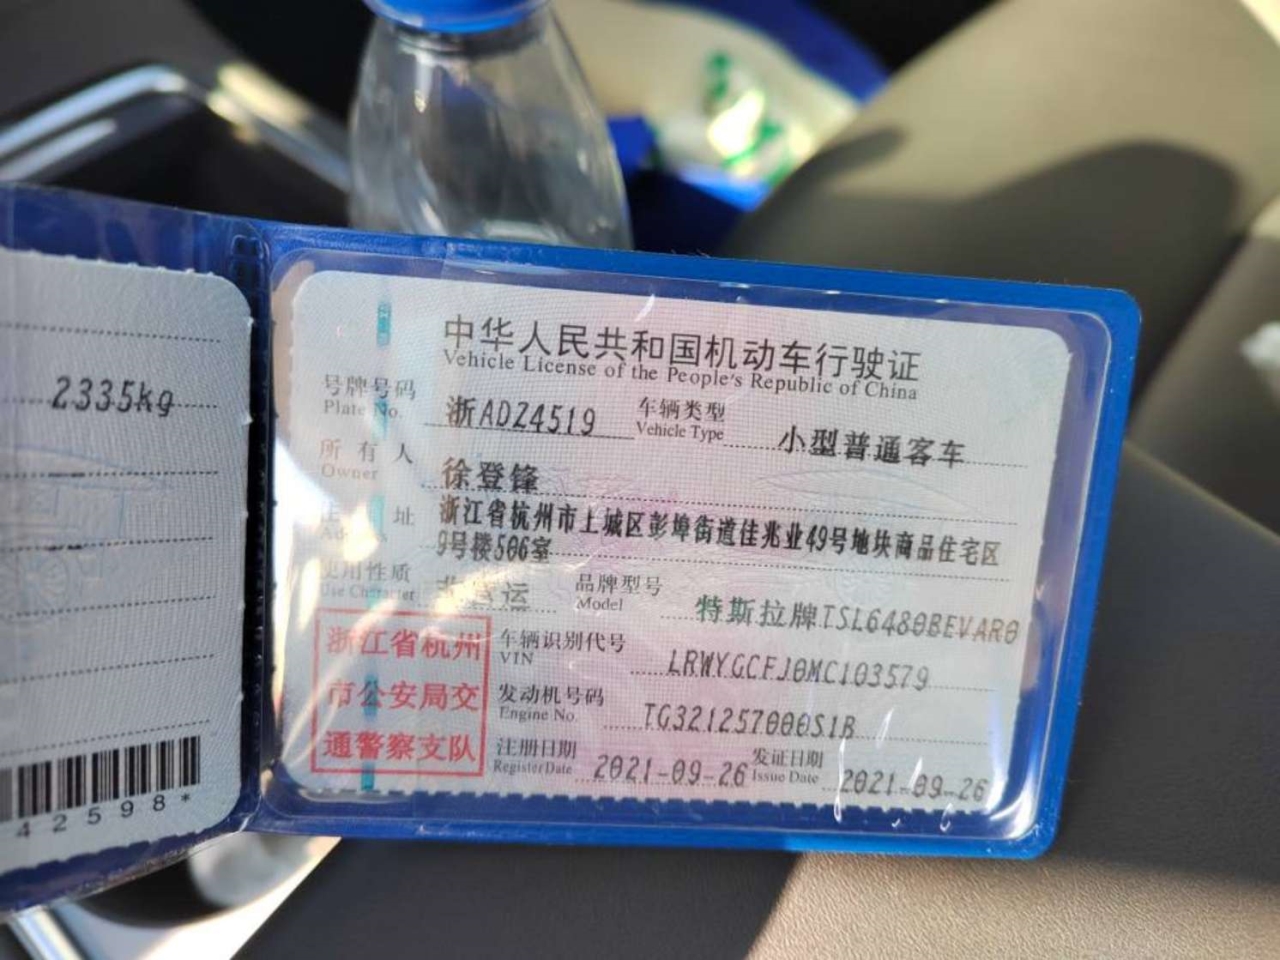 2335kg
42598*
中华人民共和国机动车行驶证
Vehicle License of the People's Republic of China
号牌号码 浙ADZ4519 车辆类型 小型普通客车
Plate No. Vehicle Type
所有人 徐登锋
Owner
住址 浙江省杭州市上城区彭埠街道佳兆业49号地块商品住宅区
Address 9号楼506室
使用性质 非营运 品牌型号 特斯拉牌TSL6480BEVAR0
Use Character Model
浙江省杭州
市公安局交
通警察支队
车辆识别代号 LRWYGCFJ0MC103579
VIN
发动机号码 TG321257000S1B
Engine No.
注册日期 2021-09-26 发证日期 2021-09-26
Register Date Issue Date